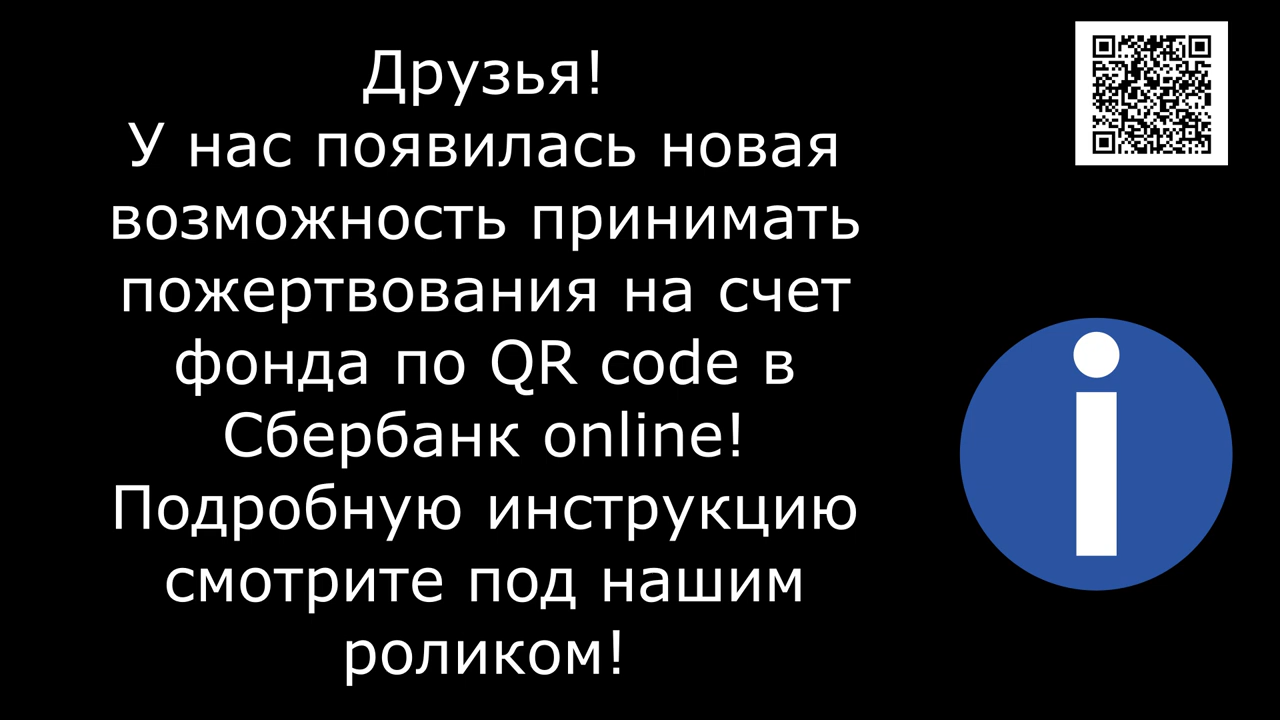 Друзья!
У нас появилась новая
возможность принимать
пожертвования на счет
фонда по QR code в
Сбербанк online!
Подробную инструкцию
смотрите под нашим
роликом!